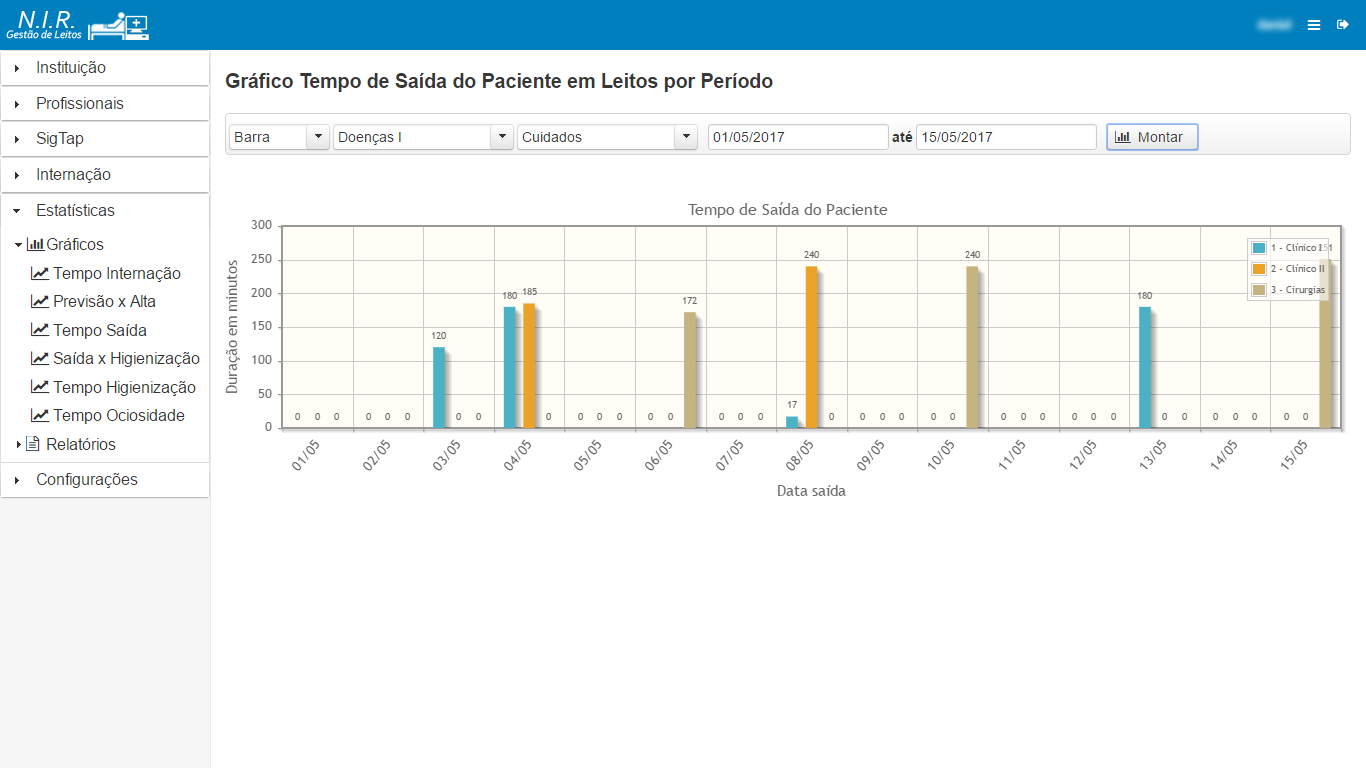 N.I.R.
Gestão de Leitos
Instituição
Profissionais
SigTap
Internação
Estatísticas
Gráficos
Tempo Internação
Previsão x Alta
Tempo Saída
Saída x Higienização
Tempo Higienização
Tempo Ociosidade
Relatórios
Configurações
Gráfico Tempo de Saída do Paciente em Leitos por Período
Barra Doenças I Cuidados 01/05/2017 até 15/05/2017 Montar
Tempo de Saída do Paciente
Duração em minutos
300
250
200
150
100
50
0
1 - Clínico I
2 - Clínico II
3 - Cirurgias
240 240
180 185 172 180
120
17
0 0 0 0 0 0 0 0 0 0 0 0 0 0 0 0 0 0 0 0 0 0 0 0 0 0 0 0 0 0 0 0 0 0 0 0
01/05 02/05 03/05 04/05 05/05 06/05 07/05 08/05 09/05 10/05 11/05 12/05 13/05 14/05 15/05
Data saída